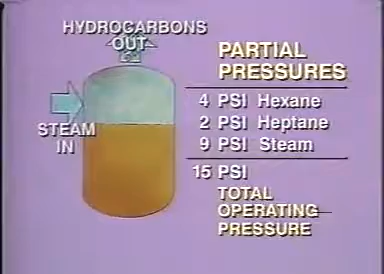 HYDROCARBONS
OUT
STEAM
IN
PARTIAL
PRESSURES
4 PSI Hexane
2 PSI Heptane
9 PSI Steam
15 PSI
TOTAL
OPERATING
PRESSURE